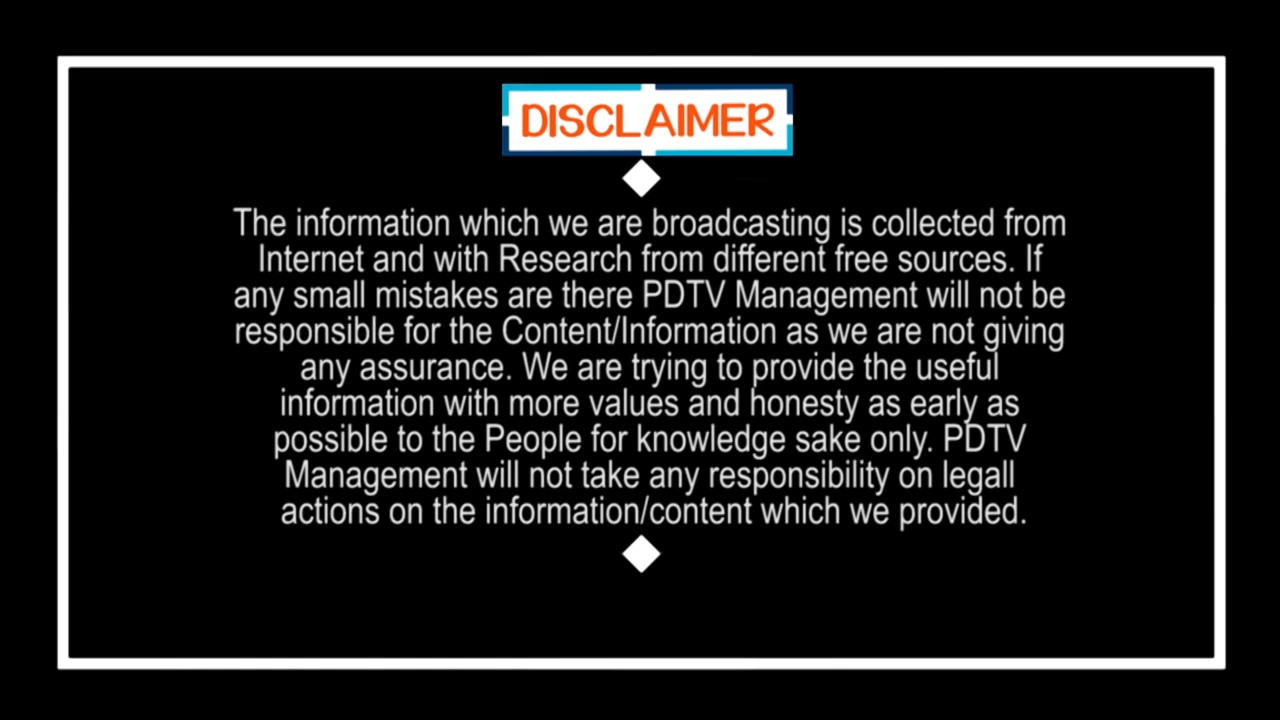 DISCLAIMER
The information which we are broadcasting is collected from
Internet and with Research from different free sources. If
any small mistakes are there PDTV Management will not be
responsible for the Content/Information as we are not giving
any assurance. We are trying to provide the useful
information with more values and honesty as early as
possible to the People for knowledge sake only. PDTV
Management will not take any responsibility on legall
actions on the information/content which we provided.